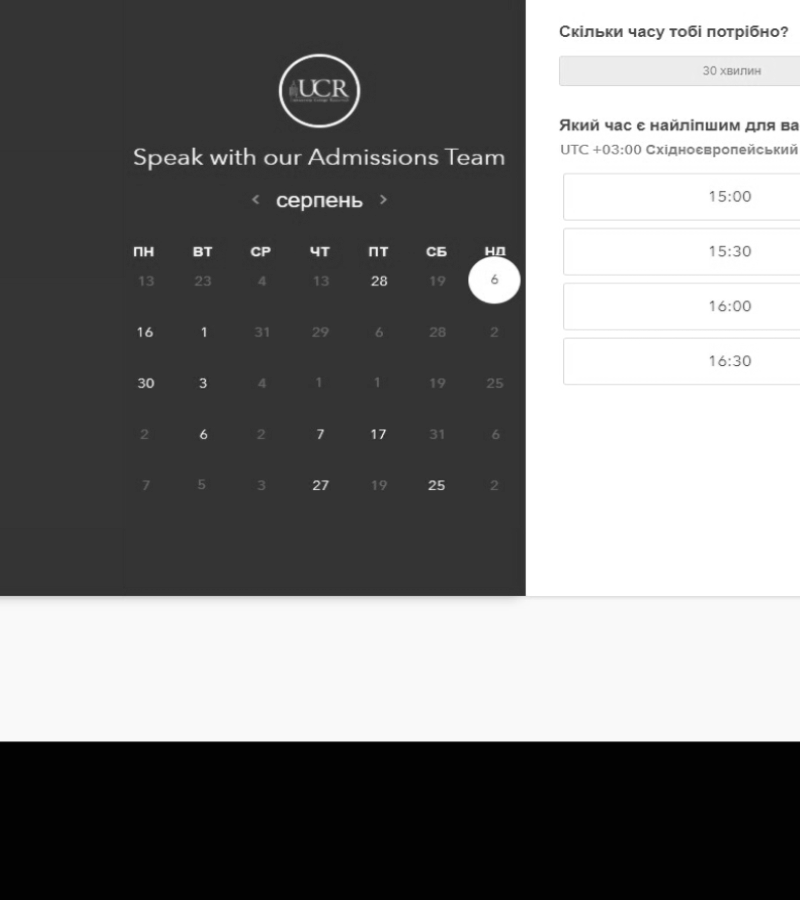 UCR
Speak with our Admissions Team
< серпень >
ПН ВТ СР ЧТ ПТ СБ НД
13 23 4 13 28 19 6
16 1 31 29 6 28 2
30 3 4 1 1 19 25
2 6 2 7 17 31 6
7 5 3 27 19 25 2
Скільки часу тобі потрібно?
30 хвилин
Який час є найліпшим для ва
UTC +03:00 Східноєвропейський
15:00
15:30
16:00
16:30